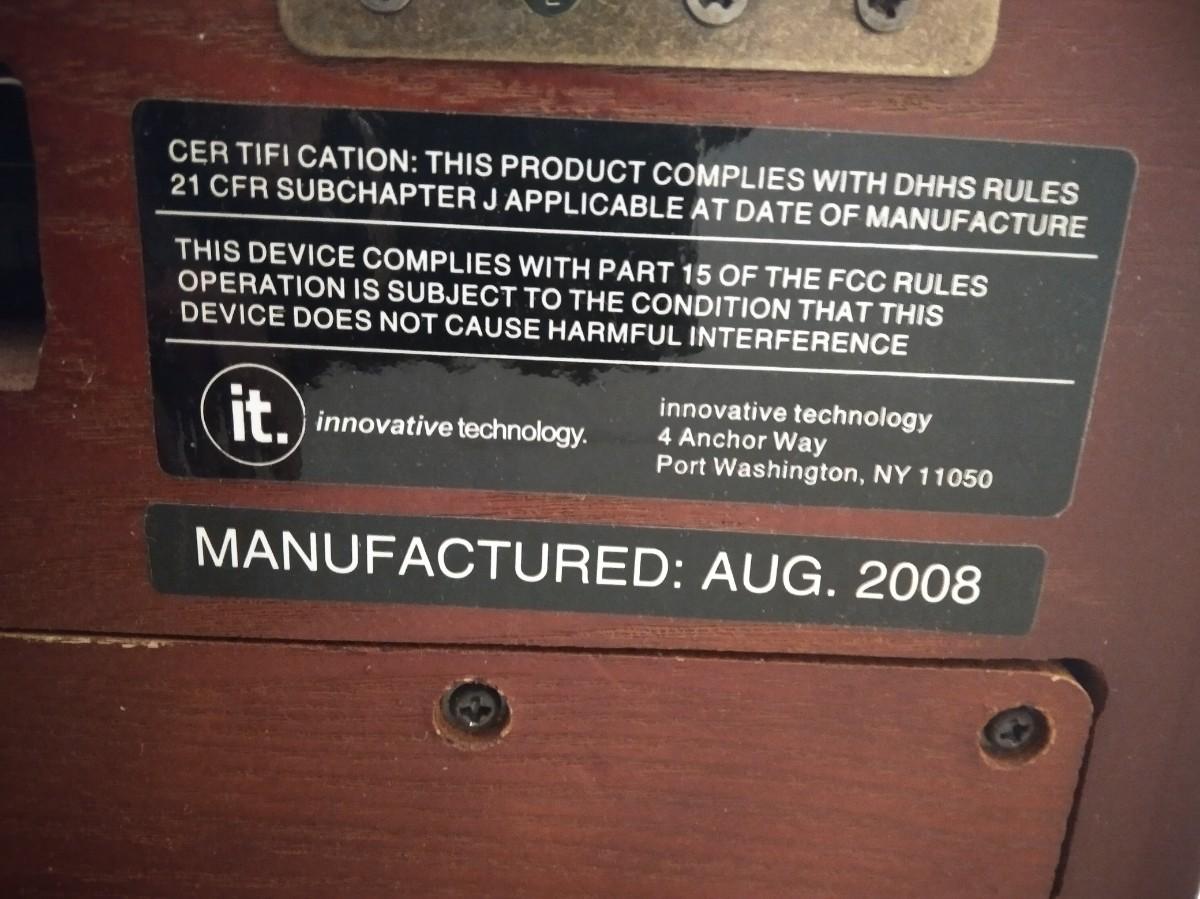 CER TIFI CATION: THIS PRODUCT COMPLIES WITH DHHS RULES
21 CFR SUBCHAPTER J APPLICABLE AT DATE OF MANUFACTURE
THIS DEVICE COMPLIES WITH PART 15 OF THE FCC RULES
OPERATION IS SUBJECT TO THE CONDITION THAT THIS
DEVICE DOES NOT CAUSE HARMFUL INTERFERENCE
it. innovative technology.
innovative technology
4 Anchor Way
Port Washington, NY 11050
MANUFACTURED: AUG. 2008